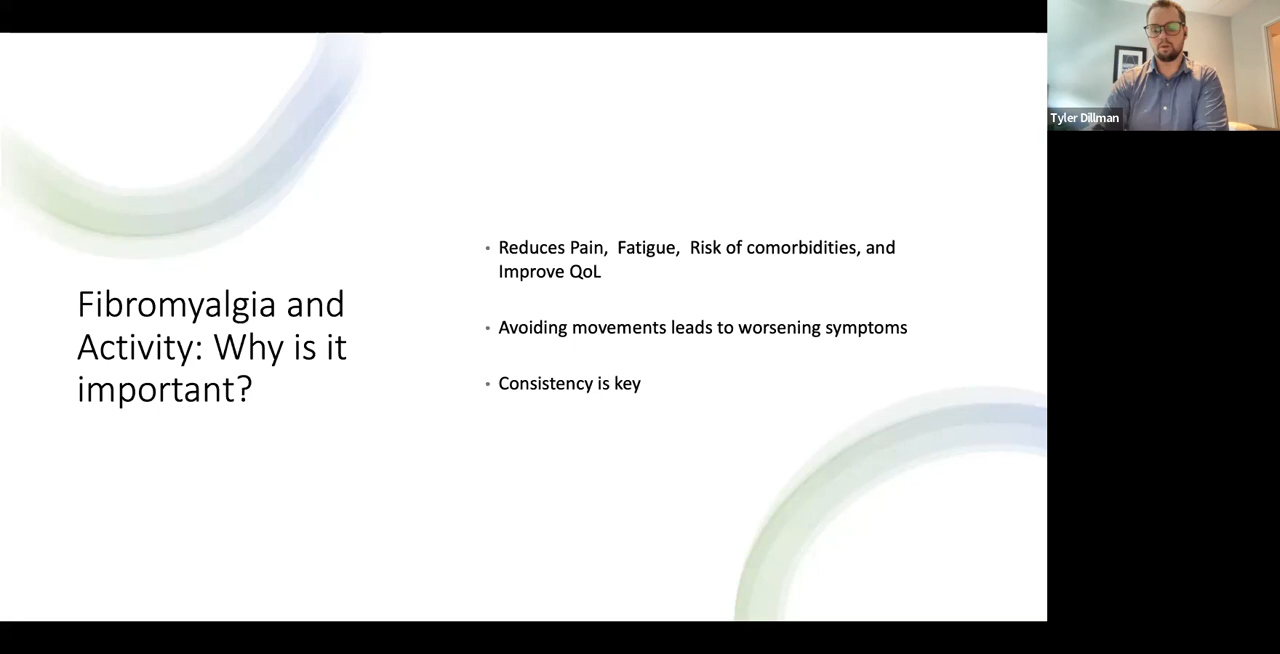 Tyler Dillman
Fibromyalgia and
Activity: Why is it
important?
▪ Reduces Pain,  Fatigue,  Risk of comorbidities, and
Improve QoL
▪ Avoiding movements leads to worsening symptoms
▪ Consistency is key